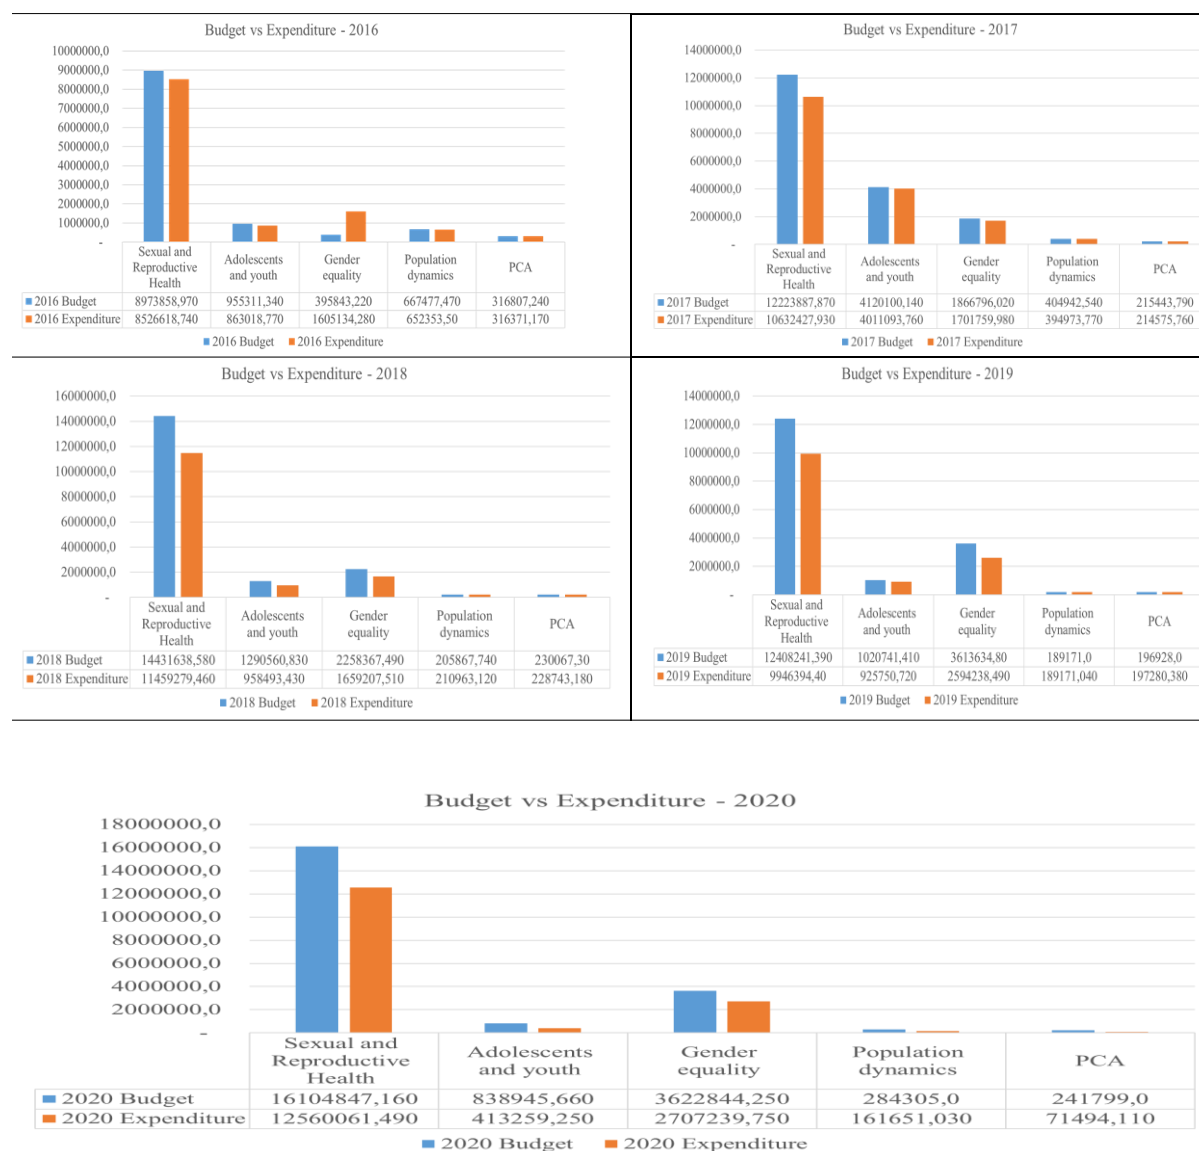 Budget vs Expenditure - 2016
10000000,0
9000000,0
8000000,0
7000000,0
6000000,0
5000000,0
4000000,0
3000000,0
2000000,0
1000000,0
-
Sexual and Reproductive Health Adolescents and youth Gender equality Population dynamics PCA
2016 Budget 8973858,970 955311,340 395843,220 667477,470 316807,240
2016 Expenditure 8526618,740 863018,770 1605134,280 652353,50 316371,170
2016 Budget 2016 Expenditure
Budget vs Expenditure - 2017
14000000,0
12000000,0
10000000,0
8000000,0
6000000,0
4000000,0
2000000,0
-
Sexual and Reproductive Health Adolescents and youth Gender equality Population dynamics PCA
2017 Budget 12223887,870 4120100,140 1866796,020 404942,540 215443,790
2017 Expenditure 10632427,930 4011093,760 1701759,980 394973,770 214575,760
2017 Budget 2017 Expenditure
Budget vs Expenditure - 2018
16000000,0
14000000,0
12000000,0
10000000,0
8000000,0
6000000,0
4000000,0
2000000,0
-
Sexual and Reproductive Health Adolescents and youth Gender equality Population dynamics PCA
2018 Budget 14431638,580 1290560,830 2258367,490 205867,740 230067,30
2018 Expenditure 11459279,460 958493,430 1659207,510 210963,120 228743,180
2018 Budget 2018 Expenditure
Budget vs Expenditure - 2019
14000000,0
12000000,0
10000000,0
8000000,0
6000000,0
4000000,0
2000000,0
-
Sexual and Reproductive Health Adolescents and youth Gender equality Population dynamics PCA
2019 Budget 12408241,390 1020741,410 3613634,80 189171,0 196928,0
2019 Expenditure 9946394,40 925750,720 2594238,490 189171,040 197280,380
2019 Budget 2019 Expenditure
Budget vs Expenditure - 2020
18000000,0
16000000,0
14000000,0
12000000,0
10000000,0
8000000,0
6000000,0
4000000,0
2000000,0
-
Sexual and Reproductive Health Adolescents and youth Gender equality Population dynamics PCA
2020 Budget 16104847,160 838945,660 3622844,250 284305,0 241799,0
2020 Expenditure 12560061,490 413259,250 2707239,750 161651,030 71494,110
2020 Budget 2020 Expenditure